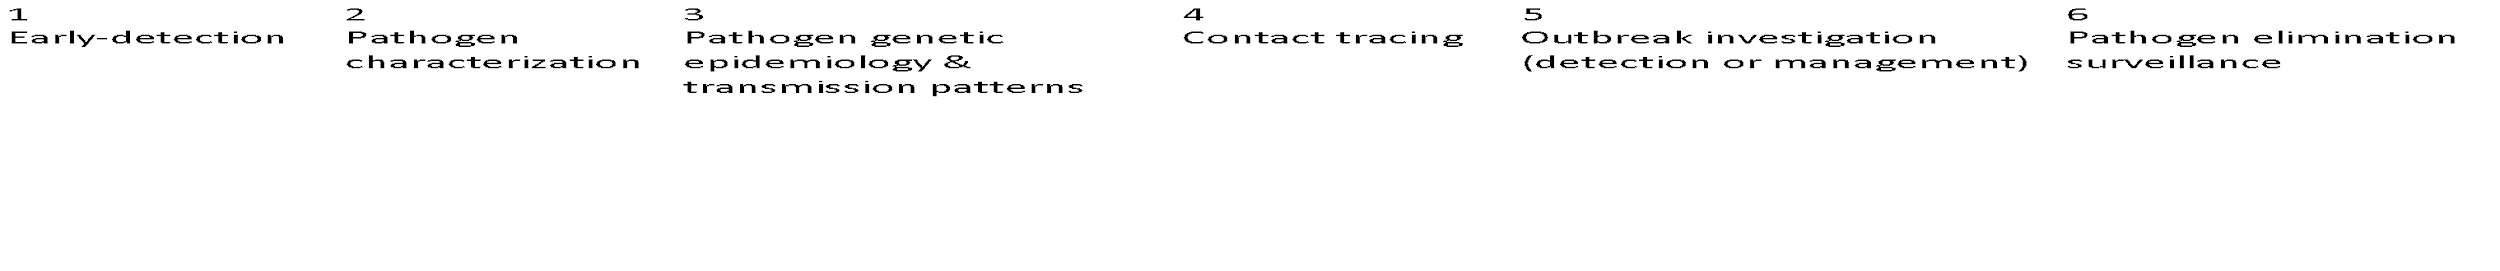 1
Early-detection
2
Pathogen
characterization
3
Pathogen genetic
epidemiology &
transmission patterns
4
Contact tracing
5
Outbreak investigation
(detection or management)
6
Pathogen elimination
surveillance